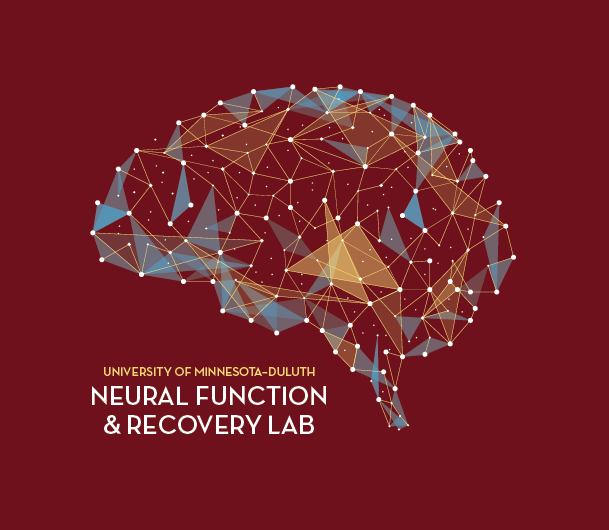 UNIVERSITY OF MINNESOTA–DULUTH
NEURAL FUNCTION
& RECOVERY LAB